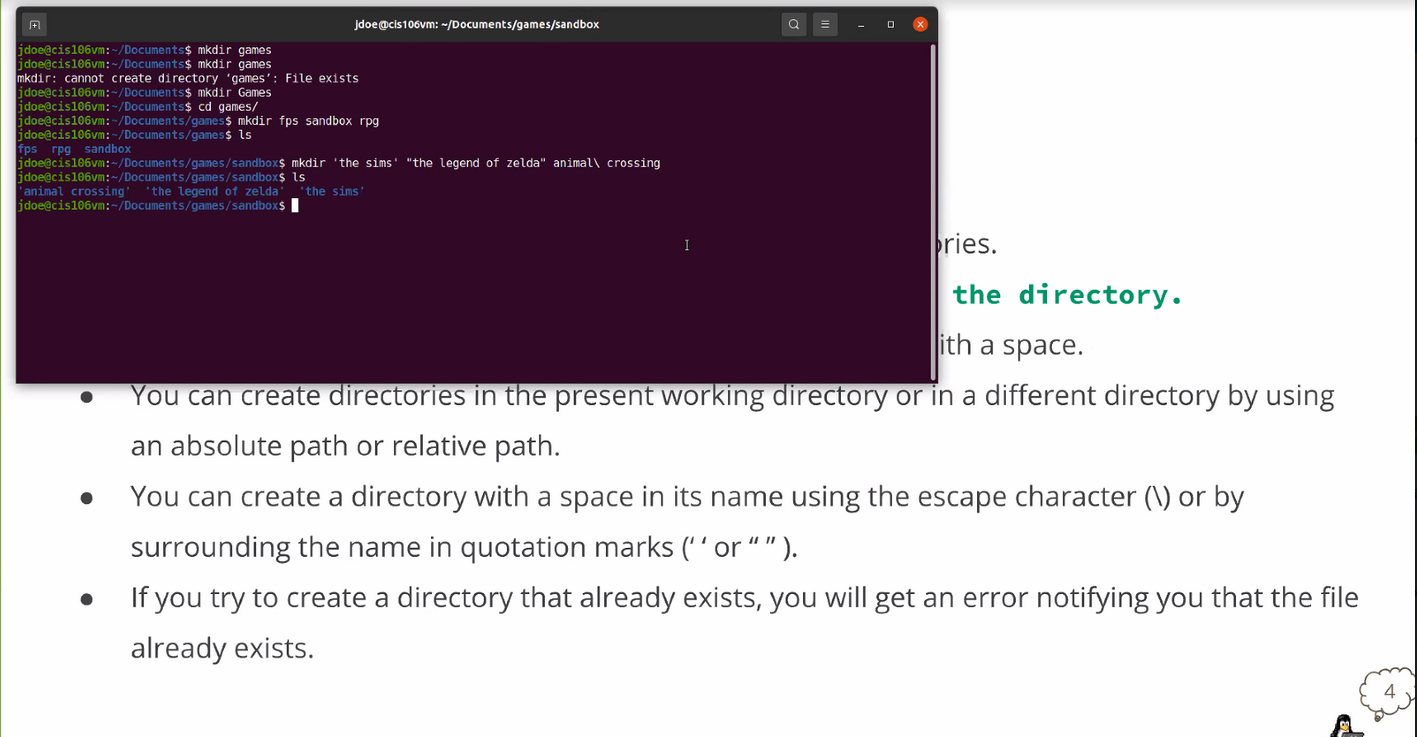 jdoe@cis106vm: ~/Documents/games/sandbox
jdoe@cis106vm:~/Documents$ mkdir games
jdoe@cis106vm:~/Documents$ mkdir games
mkdir: cannot create directory ‘games’: File exists
jdoe@cis106vm:~/Documents$ mkdir Games
jdoe@cis106vm:~/Documents$ cd games/
jdoe@cis106vm:~/Documents/games$ mkdir fps sandbox rpg
jdoe@cis106vm:~/Documents/games$ ls
fps  rpg  sandbox
jdoe@cis106vm:~/Documents/games/sandbox$ mkdir 'the sims' "the legend of zelda" animal\ crossing
jdoe@cis106vm:~/Documents/games/sandbox$ ls
'animal crossing'  'the legend of zelda'  'the sims'
jdoe@cis106vm:~/Documents/games/sandbox$
ories.
the directory.
ith a space.
● You can create directories in the present working directory or in a different directory by using
an absolute path or relative path.
● You can create a directory with a space in its name using the escape character (\) or by
surrounding the name in quotation marks (‘ ‘ or “ ” ).
● If you try to create a directory that already exists, you will get an error notifying you that the file
already exists.
4